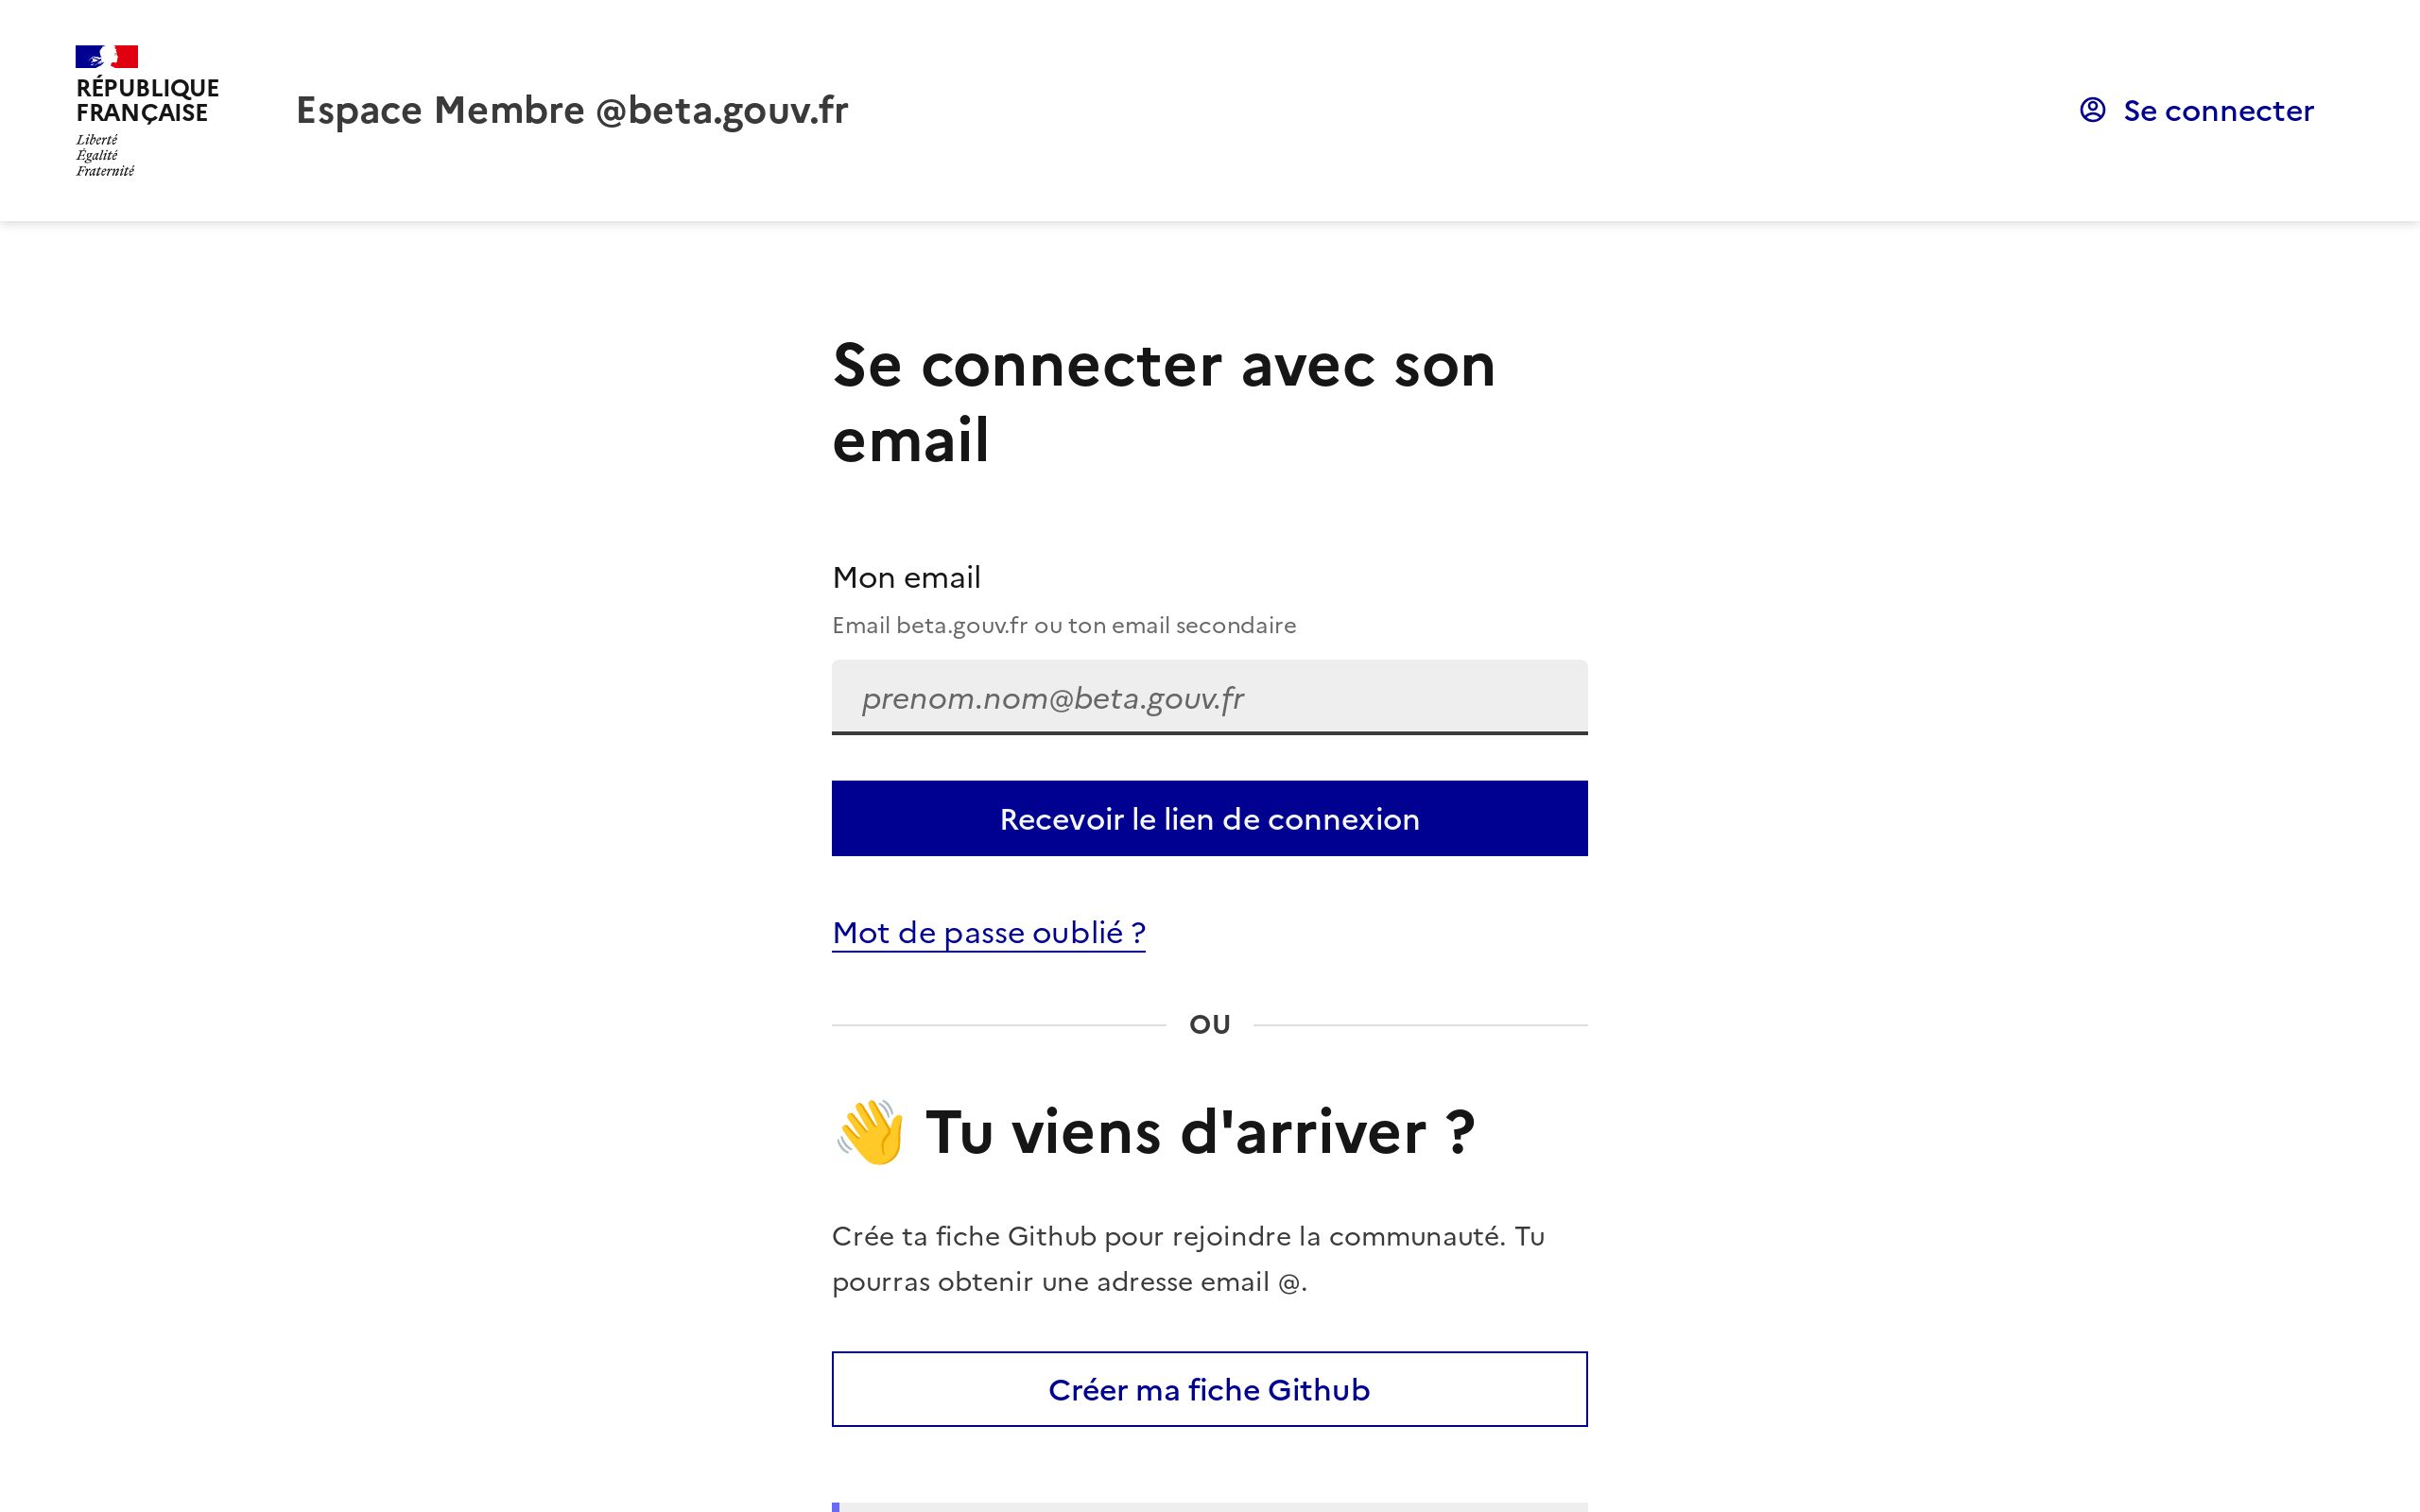 RÉPUBLIQUE
FRANÇAISE
Liberté
Égalité
Fraternité
Espace Membre @beta.gouv.fr
Se connecter
Se connecter avec son
email
Mon email
Email beta.gouv.fr ou ton email secondaire
prenom.nom@beta.gouv.fr
Recevoir le lien de connexion
Mot de passe oublié ?
OU
👋 Tu viens d'arriver ?
Crée ta fiche Github pour rejoindre la communauté. Tu
pourras obtenir une adresse email @.
Créer ma fiche Github